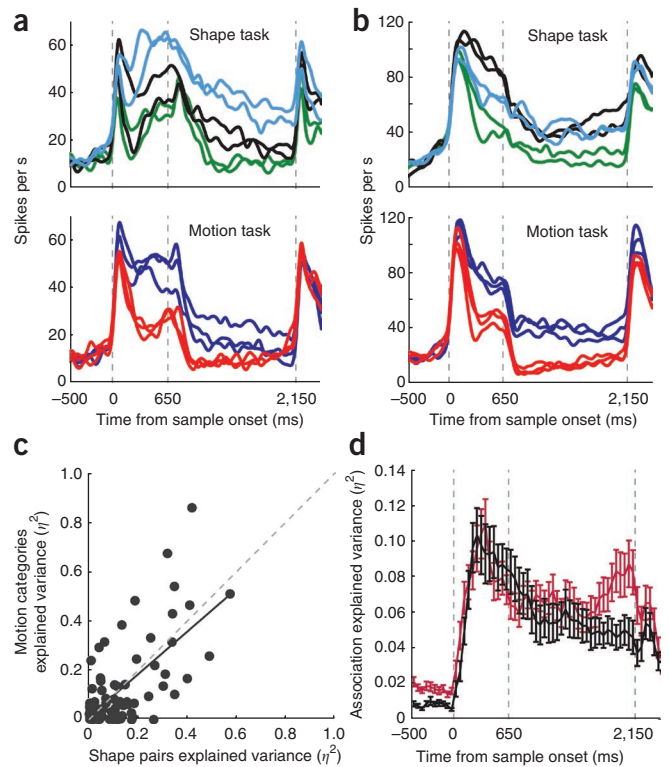 a
b
Shape task
Shape task
60
40
20
0
120
80
40
0
Spikes per s
Spikes per s
Motion task
Motion task
60
40
20
0
120
80
40
0
–500 0 650 2,150
–500 0 650 2,150
Time from sample onset (ms)
Time from sample onset (ms)
c
d
Motion categories
explained variance (η²)
1.0
0.8
0.6
0.4
0.2
0
0 0.2 0.4 0.6 0.8 1.0
Shape pairs explained variance (η²)
Association explained variance (η²)
0.14
0.12
0.10
0.08
0.06
0.04
0.02
0
–500 0 650 2,150
Time from sample onset (ms)